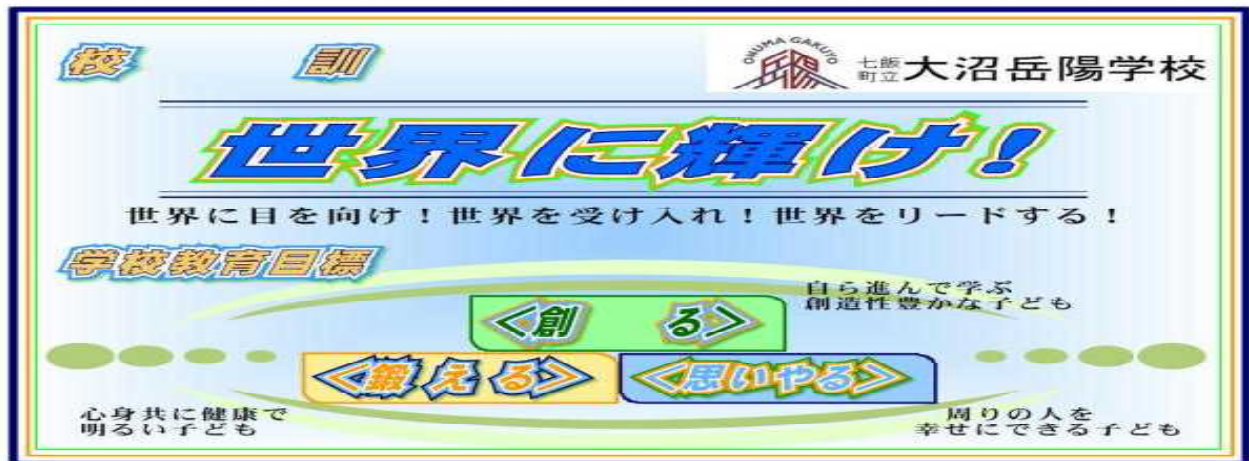 校　　訓
ONUMA GAKUYO
七飯町立 大沼岳陽学校
世界に輝け！
世界に目を向け！世界を受け入れ！世界をリードする！
学校教育目標
自ら進んで学ぶ
創造性豊かな子ども
＜創　る＞
＜鍛える＞
＜思いやる＞
心身共に健康で
明るい子ども
周りの人を
幸せにできる子ども